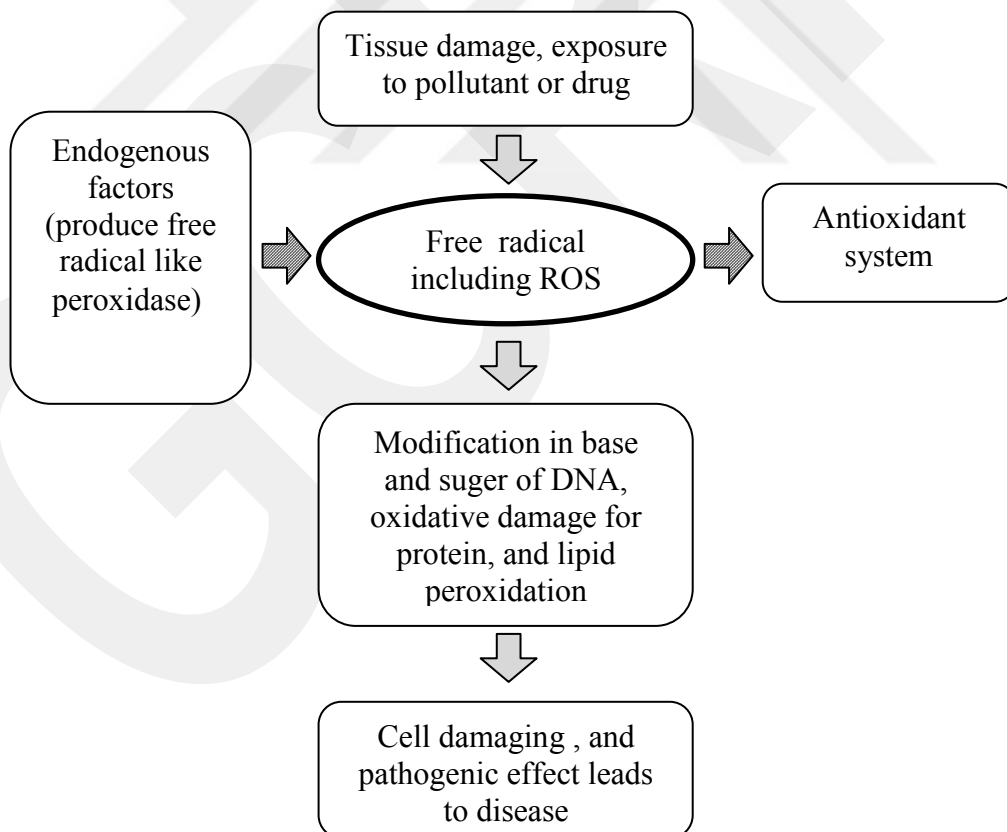 Tissue damage, exposure
to pollutant or drug
Endogenous
factors
(produce free
radical like
peroxidase)
Free radical
including ROS
Antioxidant
system
Modification in base
and suger of DNA,
oxidative damage for
protein, and lipid
peroxidation
Cell damaging , and
pathogenic effect leads
to disease